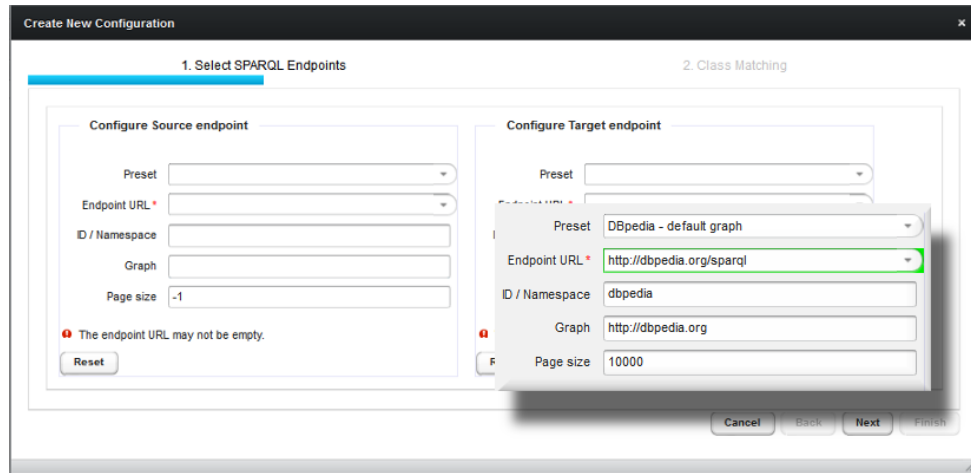 Create New Configuration
1. Select SPARQL Endpoints
2. Class Matching
Configure Source endpoint
Preset
Endpoint URL*
ID / Namespace
Graph
Page size -1
The endpoint URL may not be empty.
Reset
Configure Target endpoint
Preset
Preset DBpedia - default graph
Endpoint URL* http://dbpedia.org/sparql
ID / Namespace dbpedia
Graph http://dbpedia.org
Page size 10000
Cancel Back Next Finish